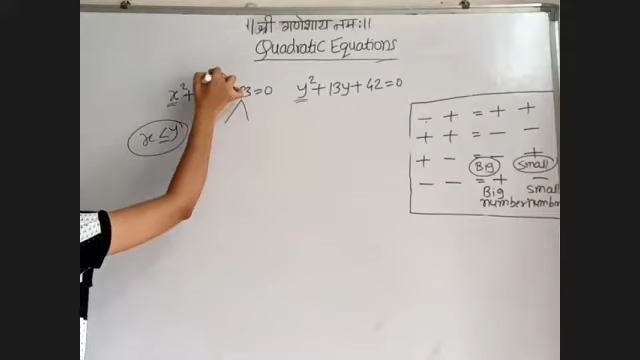 ॥ श्री गणेशाय नमः ॥
Quadratic Equations
x²+ 3=0 y²+13y+42=0
x ≤ y
- + = + +
+ + = - -
+ - = - +
Big Small
- - = + -
Big small
number number